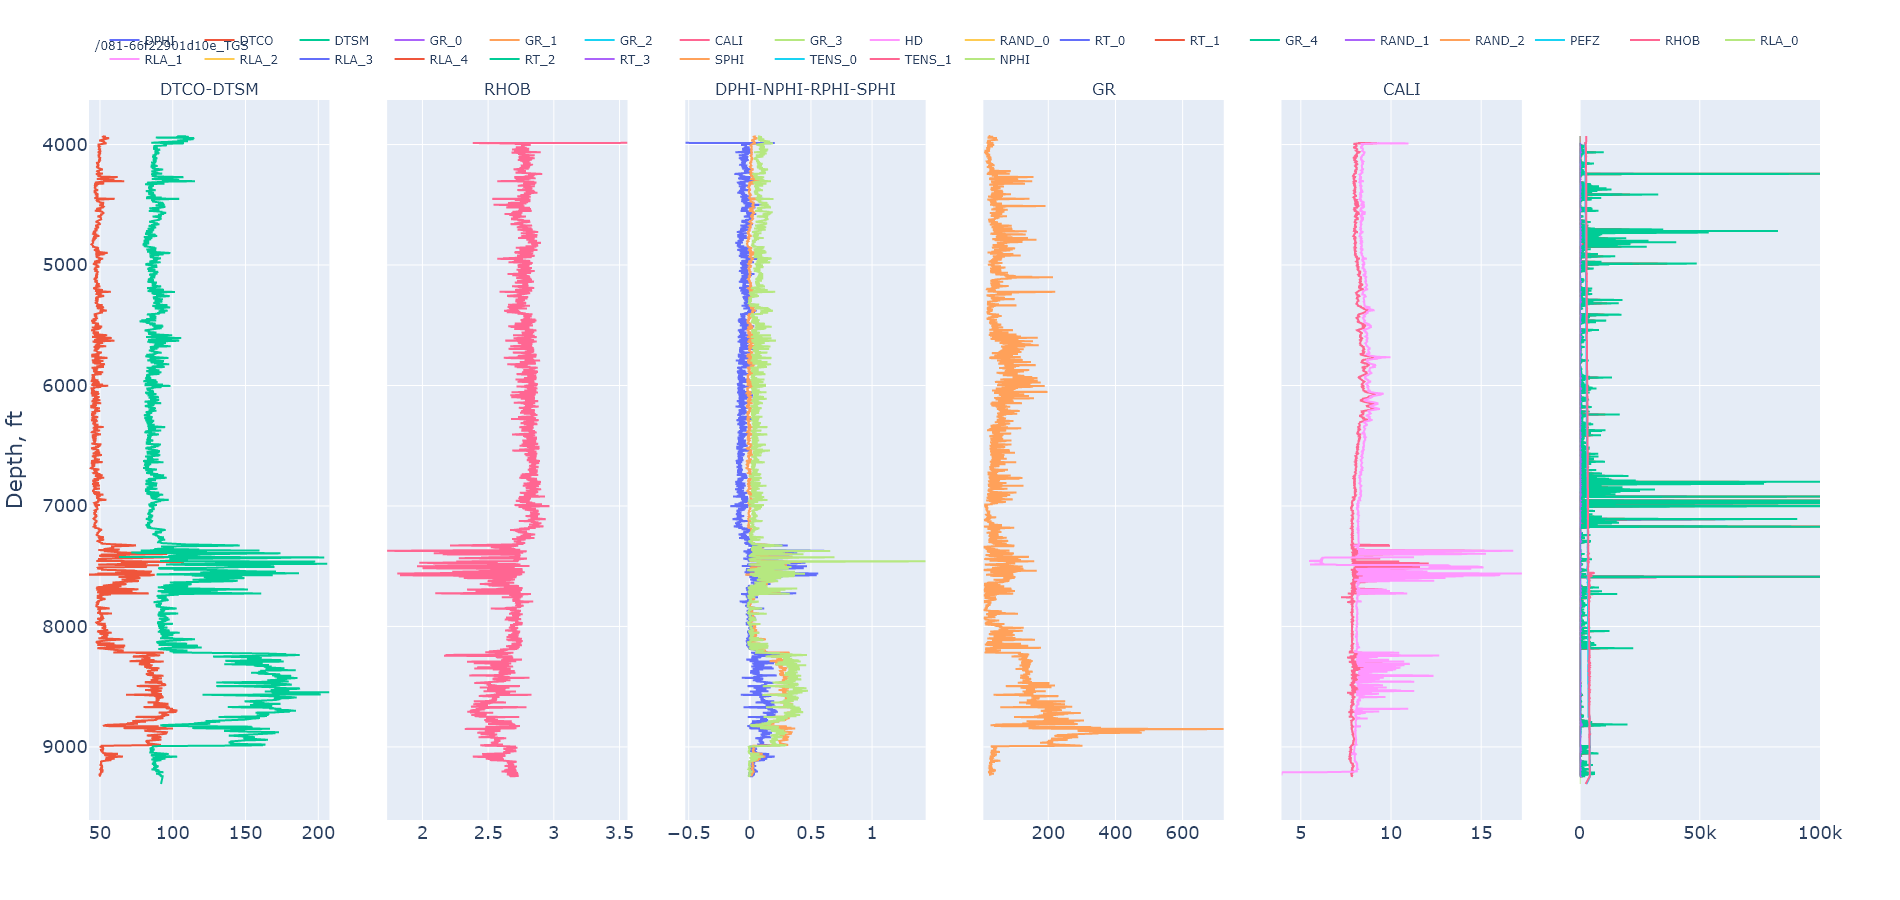 DPHI DTCO DTSM GR_0 GR_1 GR_2 CALI GR_3 HD RAND_0 RT_0 RT_1 GR_4 RAND_1 RAND_2 PEFZ RHOB RLA_0
/081-66f22901d10e_TGS
RLA_1 RLA_2 RLA_3 RLA_4 RT_2 RT_3 SPHI TENS_0 TENS_1 NPHI
DTCO-DTSM RHOB DPHI-NPHI-RPHI-SPHI GR CALI
4000
5000
6000
7000
8000
9000
Depth, ft
50 100 150 200 2 2.5 3 3.5 −0.5 0 0.5 1 200 400 600 5 10 15 0 50k 100k